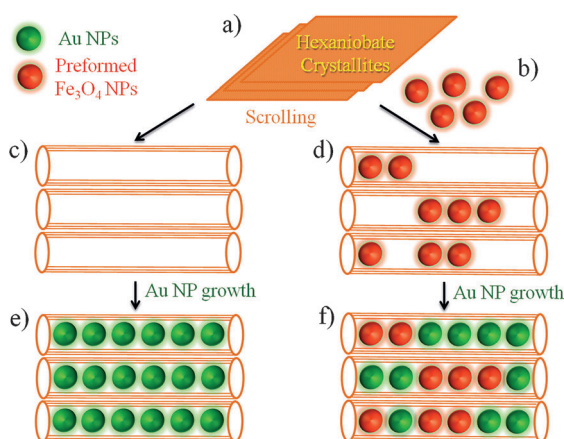 a)
Au NPs
Preformed
Fe₃O₄ NPs
Hexaniobate
Crystallites
b)
Scrolling
c)
d)
Au NP growth
Au NP growth
e)
f)